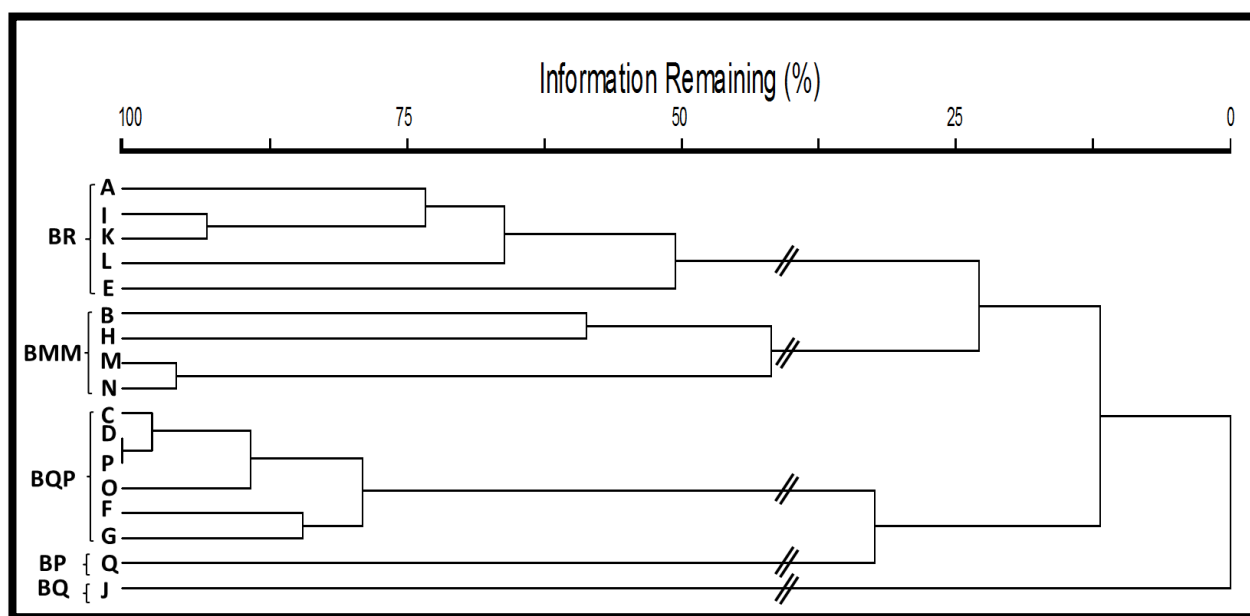 Information Remaining (%)
100 75 50 25 0
A
I
BR K
L
E
B
H
BMM M
N
C
D
P
BQP O
F
G
BP Q
BQ J